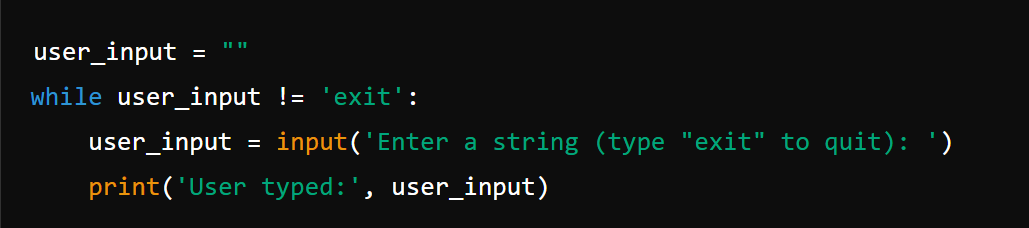 user_input = ""
while user_input != 'exit':
    user_input = input('Enter a string (type "exit" to quit): ')
    print('User typed:', user_input)